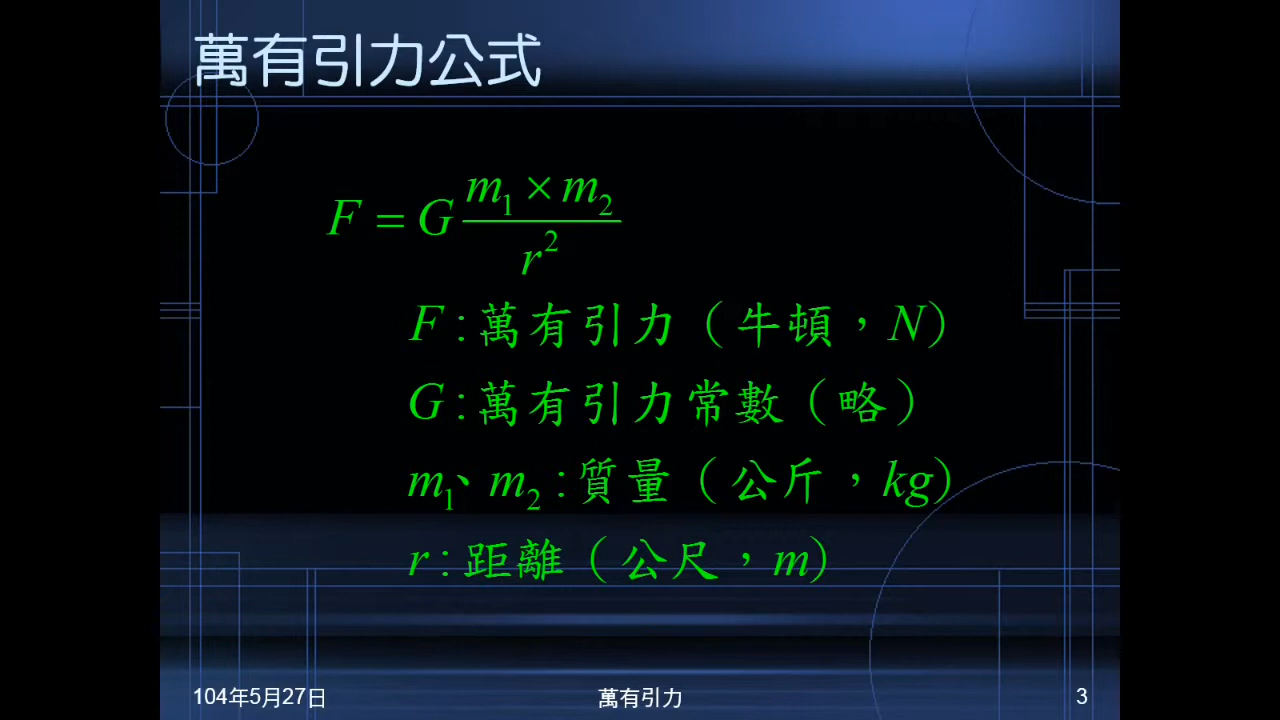 萬有引力公式
F = G m₁ × m₂ / r²
F:萬有引力(牛頓,N)
G:萬有引力常數(略)
m₁、m₂:質量(公斤,kg)
r:距離(公尺,m)
104年5月27日
萬有引力
3